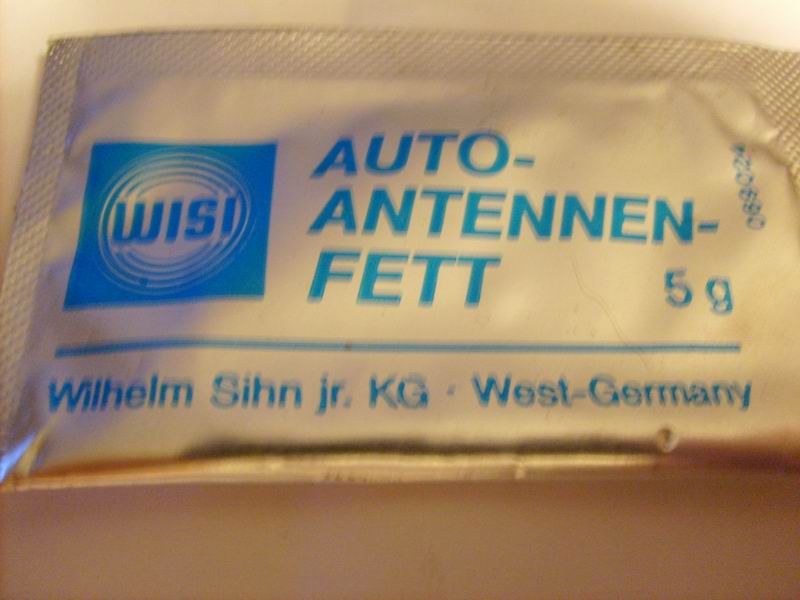 WISI
AUTO-
ANTENNEN-
FETT
5 g
Wilhelm Sihn jr. KG · West-Germany